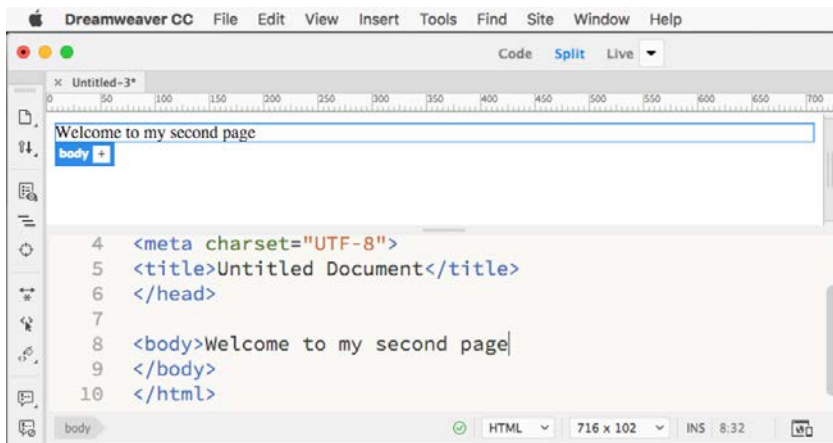 Dreamweaver CC File Edit View Insert Tools Find Site Window Help
Code Split Live
× Untitled-3*
0 50 100 150 200 250 300 350 400 450 500 550 600 650 700
Welcome to my second page
body +
4 <meta charset="UTF-8">
5 <title>Untitled Document</title>
6 </head>
7
8 <body>Welcome to my second page
9 </body>
10 </html>
body HTML 716 x 102 INS 8:32